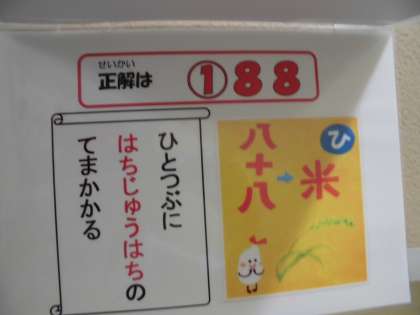 せいかい
正解は ①88
ひとつぶに
はちじゅうはちの
てまかかる
ひ
八十八➡米